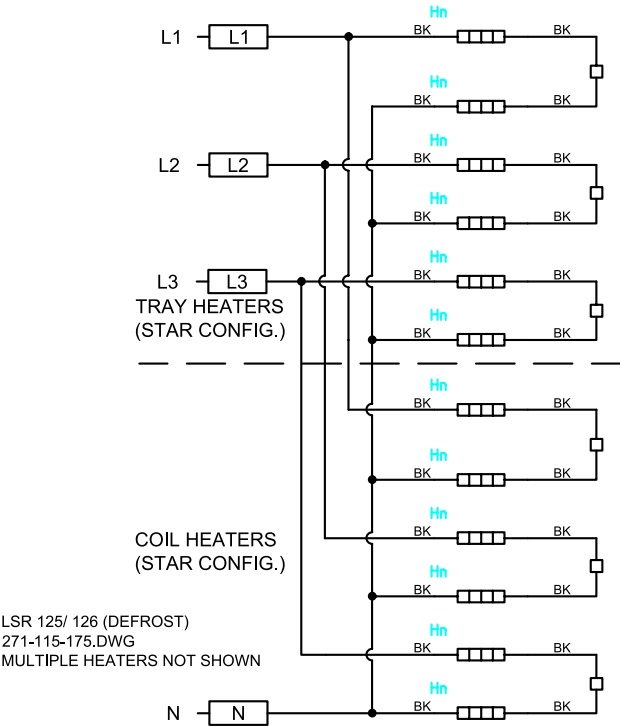 Hn
L1 L1 BK BK
Hn
BK BK
Hn
L2 L2 BK BK
Hn
BK BK
Hn
L3 L3 BK BK
TRAY HEATERS
Hn
(STAR CONFIG.) BK BK
Hn
BK BK
Hn
BK BK
Hn
COIL HEATERS BK BK
(STAR CONFIG.)
Hn
BK BK
LSR 125/ 126 (DEFROST)
Hn
271-115-175.DWG
MULTIPLE HEATERS NOT SHOWN BK BK
Hn
N N BK BK